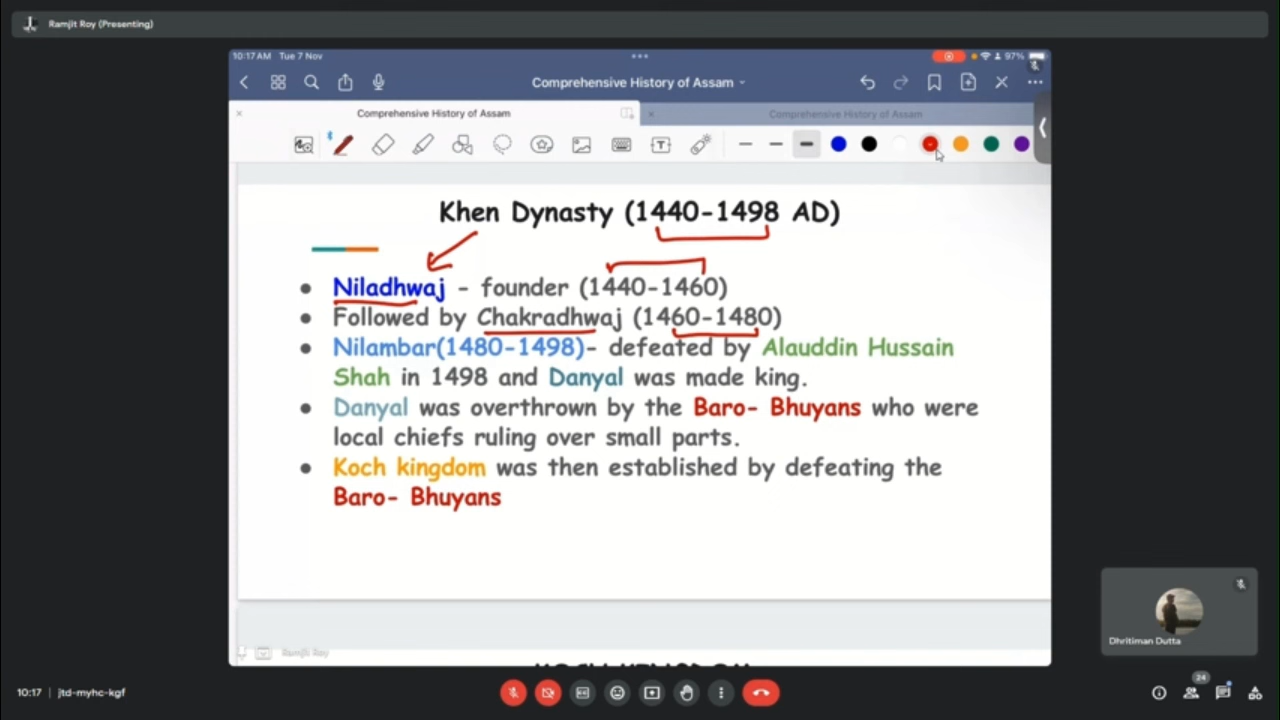 Ramjit Roy (Presenting)
10:17 AM Tue 7 Nov
97%
Comprehensive History of Assam
Comprehensive History of Assam
Comprehensive History of Assam
Khen Dynasty (1440-1498 AD)
● Niladhwaj - founder (1440-1460)
● Followed by Chakradhwaj (1460-1480)
● Nilambar(1480-1498)- defeated by Alauddin Hussain
Shah in 1498 and Danyal was made king.
● Danyal was overthrown by the Baro- Bhuyans who were
local chiefs ruling over small parts.
● Koch kingdom was then established by defeating the
Baro- Bhuyans
Dhritiman Dutta
Ramjit Roy
10:17 | jtd-myhc-kgf
24